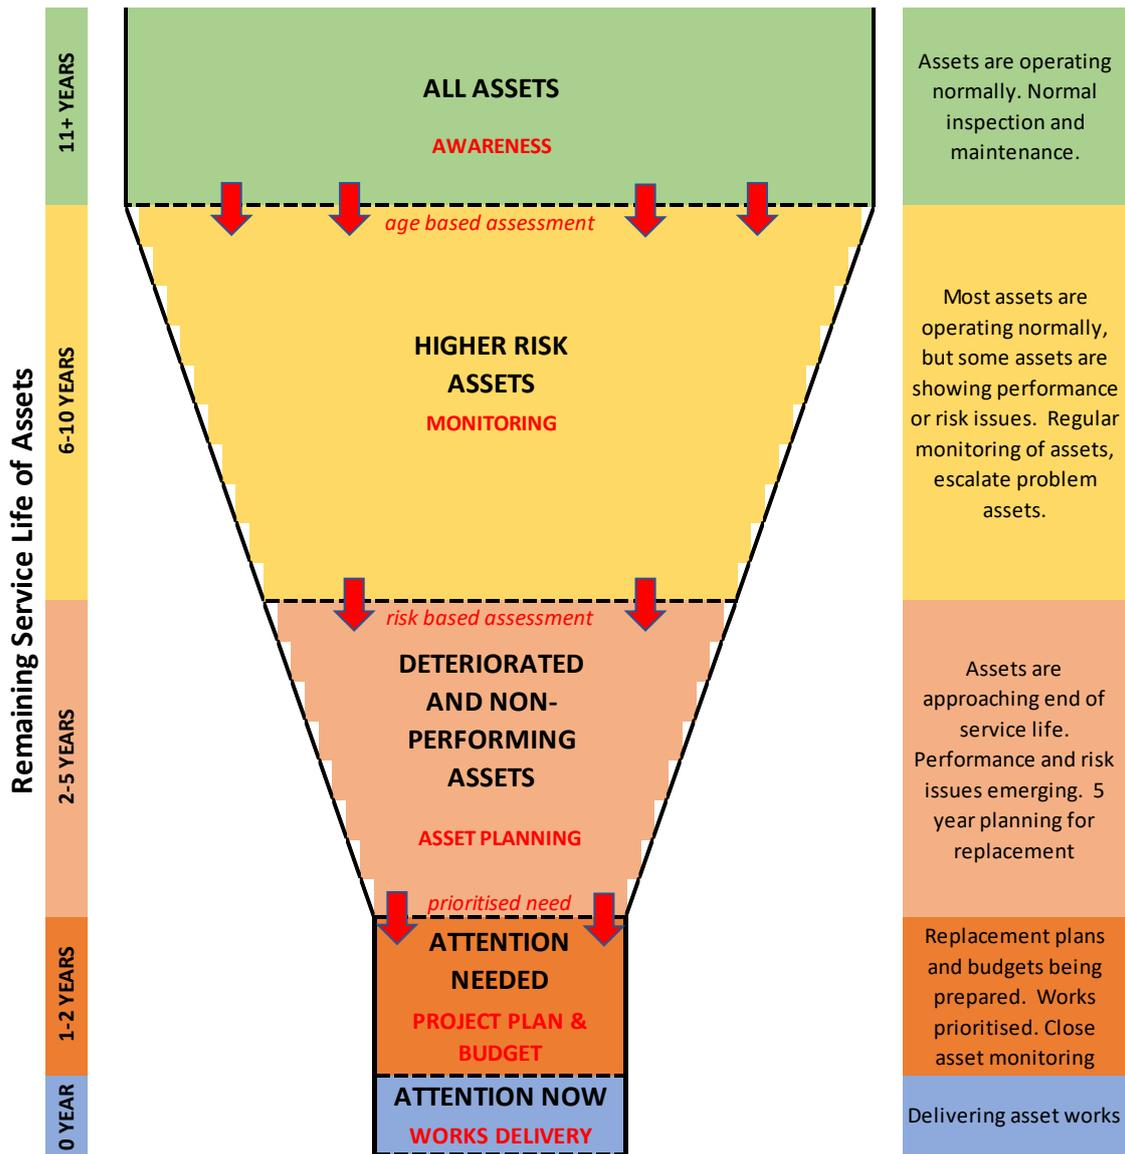 Remaining Service Life of Assets
11+ YEARS
ALL ASSETS
AWARENESS
Assets are operating
normally. Normal
inspection and
maintenance.
age based assessment
6-10 YEARS
HIGHER RISK
ASSETS
MONITORING
Most assets are
operating normally,
but some assets are
showing performance
or risk issues.  Regular
monitoring of assets,
escalate problem
assets.
risk based assessment
2-5 YEARS
DETERIORATED
AND NON-
PERFORMING
ASSETS
ASSET PLANNING
Assets are
approaching end of
service life.
Performance and risk
issues emerging.  5
year planning for
replacement
prioritised need
1-2 YEARS
ATTENTION
NEEDED
PROJECT PLAN &
BUDGET
Replacement plans
and budgets being
prepared.  Works
prioritised. Close
asset monitoring
0 YEAR
ATTENTION NOW
WORKS DELIVERY
Delivering asset works